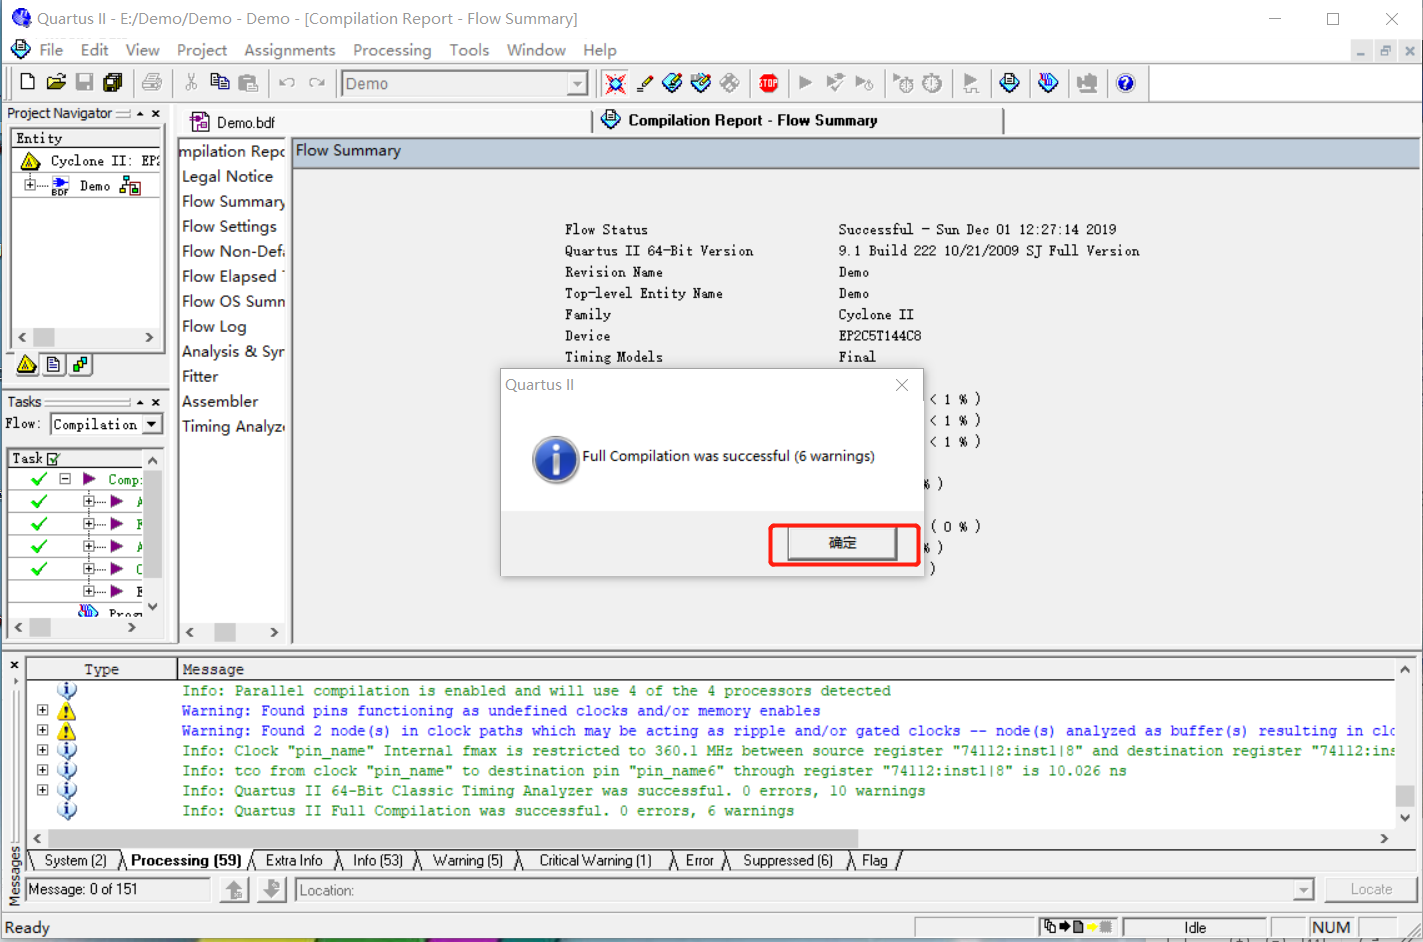 Quartus II - E:/Demo/Demo - Demo - [Compilation Report - Flow Summary]
File Edit View Project Assignments Processing Tools Window Help
Demo
STOP
Project Navigator
Entity
Cyclone II: EP2
BDF Demo
Tasks
Flow: Compilation
Task
Comp:
Demo.bdf
Compilation Report - Flow Summary
mpilation Repo
Legal Notice
Flow Summary
Flow Settings
Flow Non-Defa
Flow Elapsed
Flow OS Summ
Flow Log
Analysis & Syn
Fitter
Assembler
Timing Analyze
Flow Summary
Flow Status Successful - Sun Dec 01 12:27:14 2019
Quartus II 64-Bit Version 9.1 Build 222 10/21/2009 SJ Full Version
Revision Name Demo
Top-level Entity Name Demo
Family Cyclone II
Device EP2C5T144C8
Timing Models Final
< 1 % )
< 1 % )
< 1 % )
% )
( 0 % )
% )
)
Quartus II
Full Compilation was successful (6 warnings)
确定
Type Message
Info: Parallel compilation is enabled and will use 4 of the 4 processors detected
Warning: Found pins functioning as undefined clocks and/or memory enables
Warning: Found 2 node(s) in clock paths which may be acting as ripple and/or gated clocks -- node(s) analyzed as buffer(s) resulting in clo
Info: Clock "pin_name" Internal fmax is restricted to 360.1 MHz between source register "74112:inst1|8" and destination register "74112:ins
Info: tco from clock "pin_name" to destination pin "pin_name6" through register "74112:inst1|8" is 10.026 ns
Info: Quartus II 64-Bit Classic Timing Analyzer was successful. 0 errors, 10 warnings
Info: Quartus II Full Compilation was successful. 0 errors, 6 warnings
System (2) Processing (59) Extra Info Info (53) Warning (5) Critical Warning (1) Error Suppressed (6) Flag
Messages
Message: 0 of 151
Location:
Locate
Ready
Idle
NUM